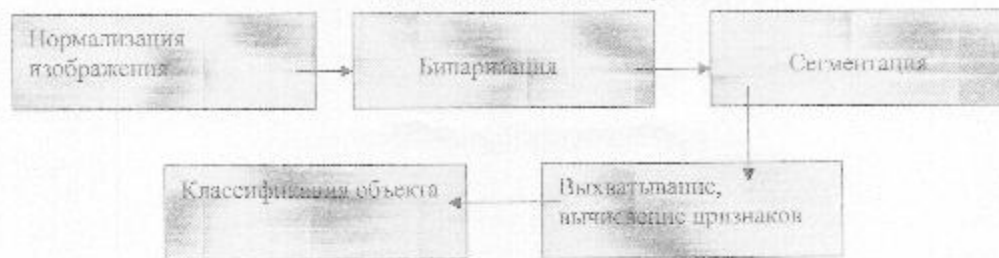 Нормализация
изображения
Бинаризация
Сегментация
Выхватывание,
вычисление признаков
Классификация объекта